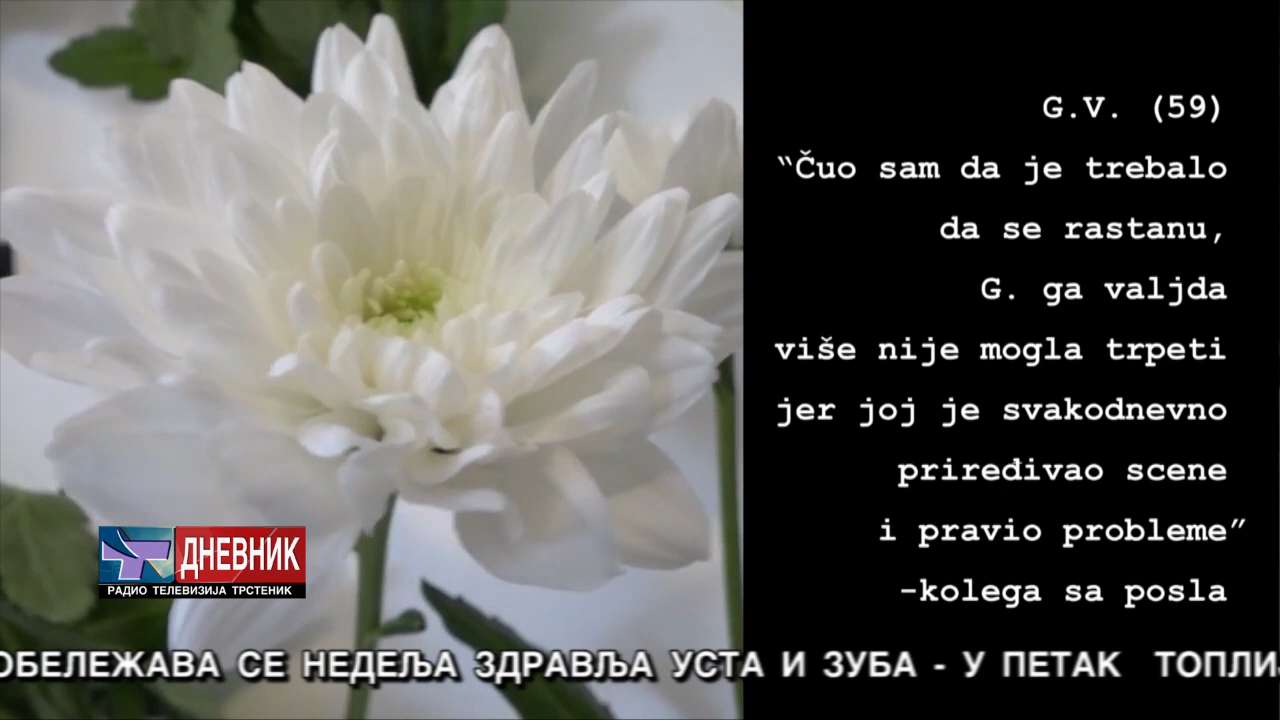 G.V. (59)
“Čuo sam da je trebalo
da se rastanu,
G. ga valjda
više nije mogla trpeti
jer joj je svakodnevno
priređivao scene
i pravio probleme”
-kolega sa posla
ДНЕВНИК
РАДИО ТЕЛЕВИЗИЈА ТРСТЕНИК
ОБЕЛЕЖАВА СЕ НЕДЕЉА ЗДРАВЉА УСТА И ЗУБА - У ПЕТАК